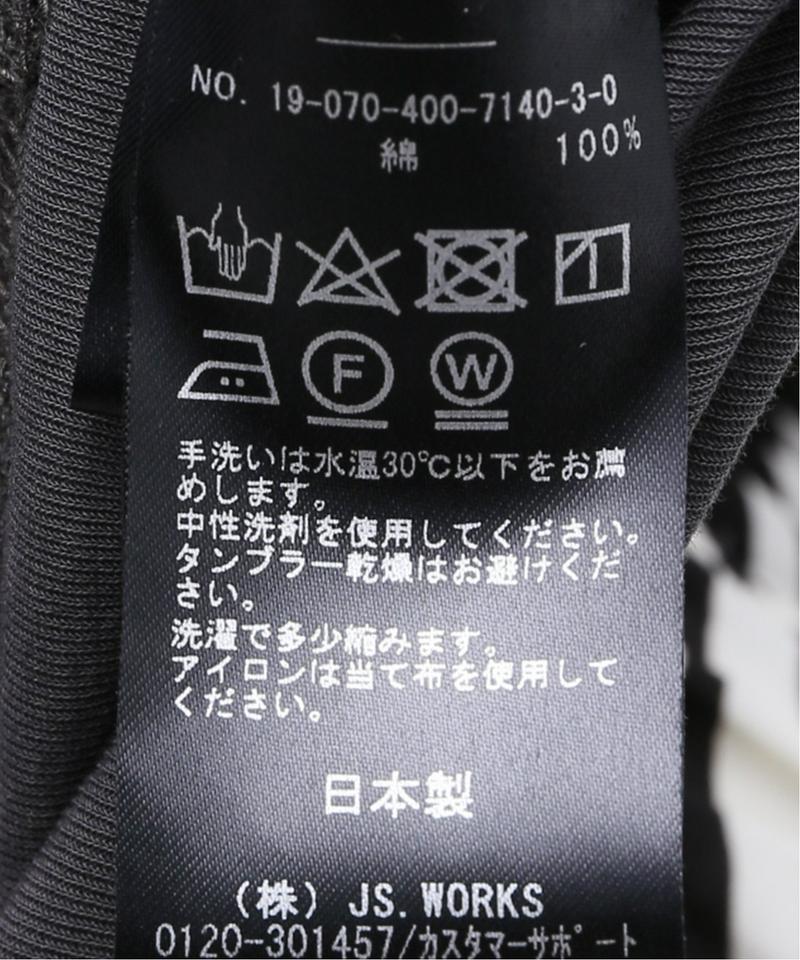 NO. 19-070-400-7140-3-0
綿 100%
F W
手洗いは水温30℃以下をお薦
めします。
中性洗剤を使用してください。
タンブラー乾燥はお避けくだ
さい。
洗濯で多少縮みます。
アイロンは当て布を使用して
ください。
日本製
(株) JS.WORKS
0120-301457/カスタマーサポート